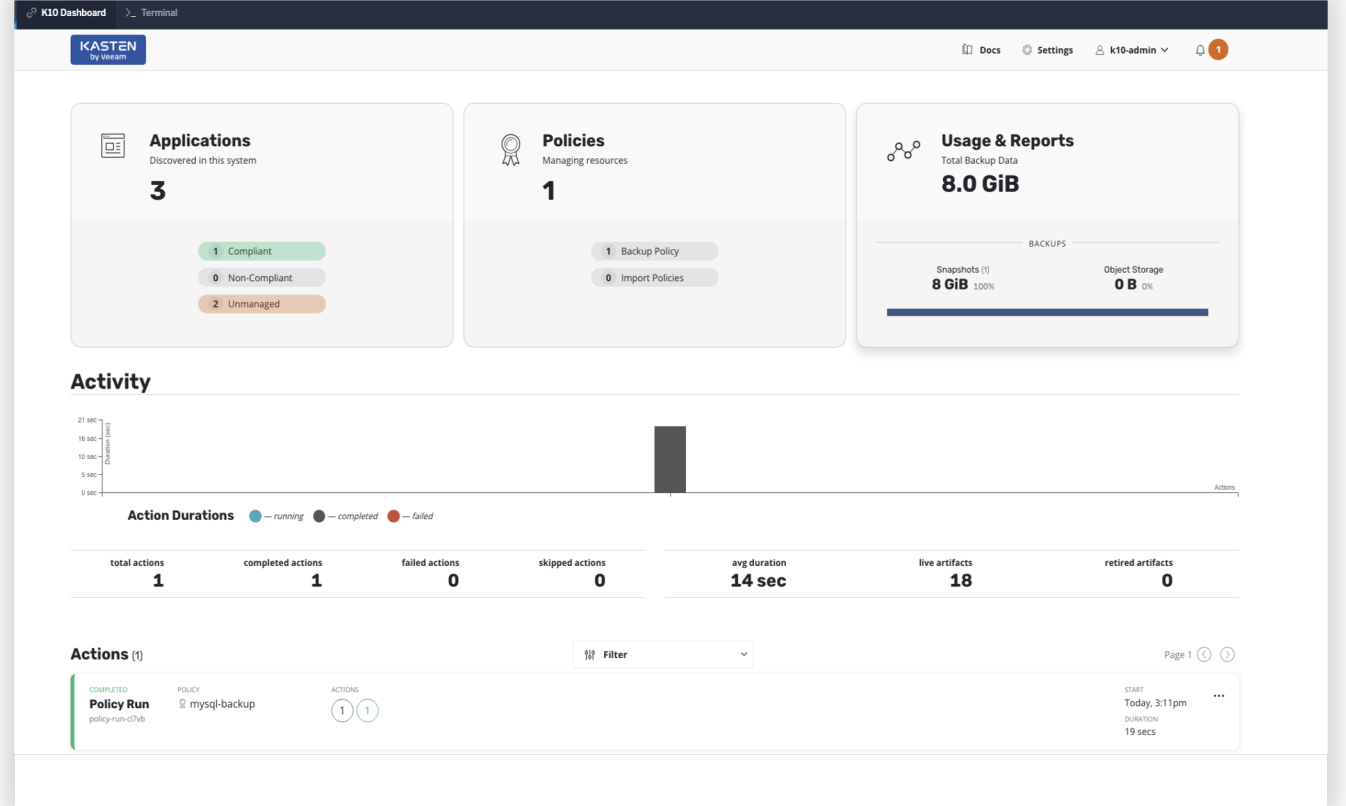 K10 Dashboard
>_ Terminal
KASTEN
by Veeam
Docs
Settings
k10-admin
1
Applications
Discovered in this system
3
1 Compliant
0 Non-Compliant
2 Unmanaged
Policies
Managing resources
1
1 Backup Policy
0 Import Policies
Usage & Reports
Total Backup Data
8.0 GiB
BACKUPS
Snapshots (1)
8 GiB 100%
Object Storage
0 B 0%
Activity
21 sec
16 sec
10 sec
5 sec
0 sec
Duration (sec)
Actions
Action Durations — running — completed — failed
total actions
1
completed actions
1
failed actions
0
skipped actions
0
avg duration
14 sec
live artifacts
18
retired artifacts
0
Actions (1)
Filter
Page 1
COMPLETED
Policy Run
policy-run-cl7vb
POLICY
mysql-backup
ACTIONS
1 1
START
Today, 3:11pm
DURATION
19 secs